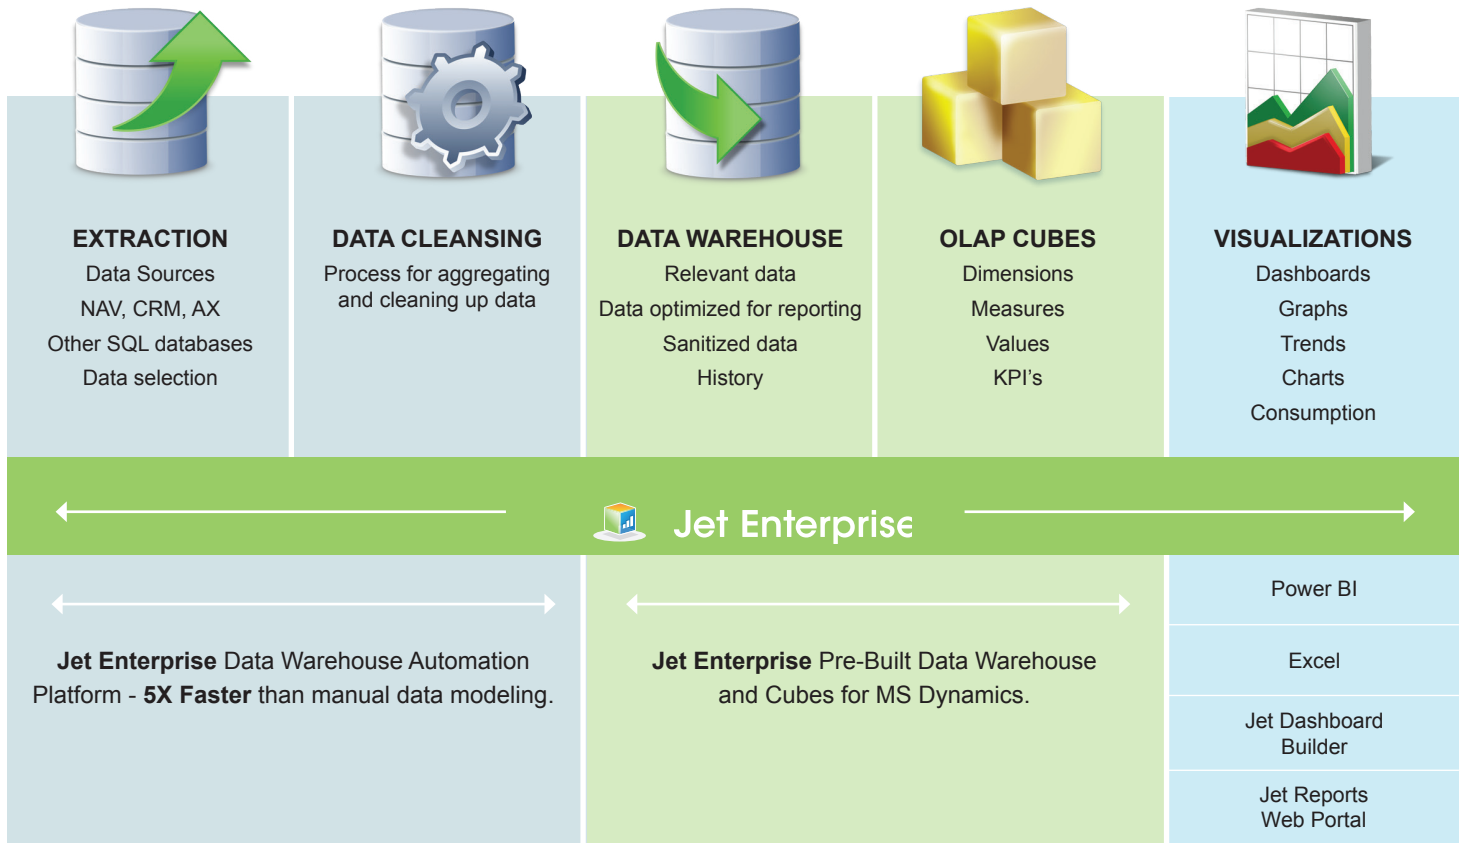 EXTRACTION
Data Sources
NAV, CRM, AX
Other SQL databases
Data selection
DATA CLEANSING
Process for aggregating
and cleaning up data
DATA WAREHOUSE
Relevant data
Data optimized for reporting
Sanitized data
History
OLAP CUBES
Dimensions
Measures
Values
KPI’s
VISUALIZATIONS
Dashboards
Graphs
Trends
Charts
Consumption
Jet Enterprise
Jet Enterprise Data Warehouse Automation
Platform - 5X Faster than manual data modeling.
Jet Enterprise Pre-Built Data Warehouse
and Cubes for MS Dynamics.
Power BI
Excel
Jet Dashboard
Builder
Jet Reports
Web Portal